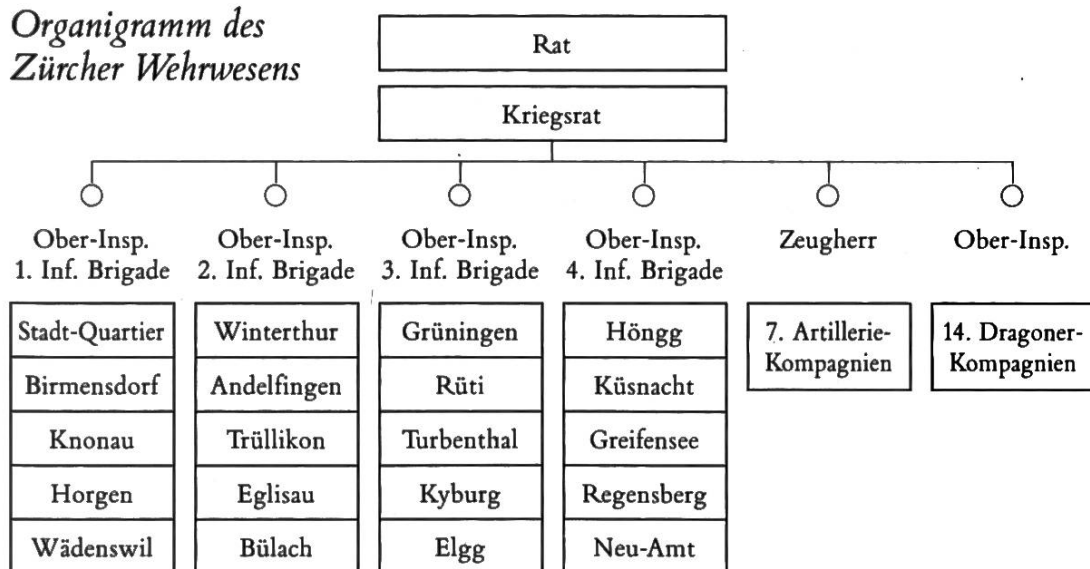 Organigramm des
Zürcher Wehrwesens
Rat
Kriegsrat
Ober-Insp.
1. Inf. Brigade
Stadt-Quartier
Birmensdorf
Knonau
Horgen
Wädenswil
Ober-Insp.
2. Inf. Brigade
Winterthur
Andelfingen
Trüllikon
Eglisau
Bülach
Ober-Insp.
3. Inf. Brigade
Grüningen
Rüti
Turbenthal
Kyburg
Elgg
Ober-Insp.
4. Inf. Brigade
Höngg
Küsnacht
Greifensee
Regensberg
Neu-Amt
Zeugherr
7. Artillerie-
Kompagnien
Ober-Insp.
14. Dragoner-
Kompagnien